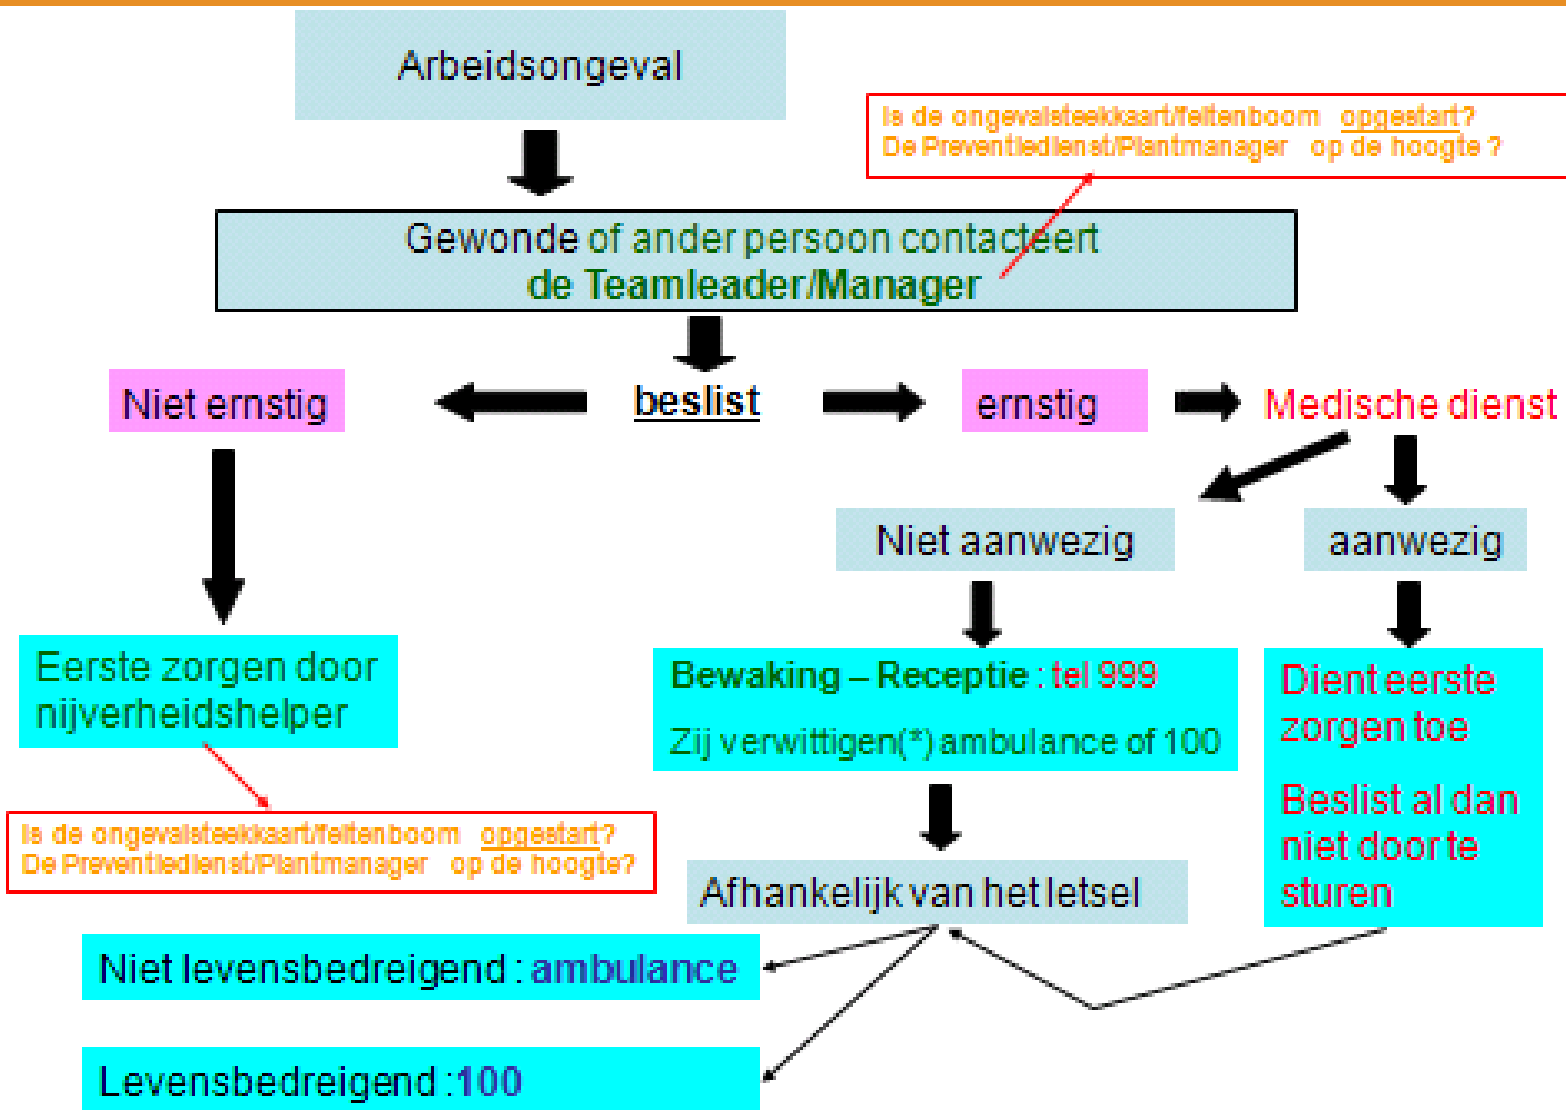 Arbeidsongeval
Is de ongevalsteekkaart/feitenboom opgestart?
De Preventiedienst/Plantmanager op de hoogte ?
Gewonde of ander persoon contacteert
de Teamleader/Manager
Niet ernstig
beslist
ernstig
Medische dienst
Niet aanwezig
aanwezig
Eerste zorgen door
nijverheidshelper
Bewaking – Receptie : tel 999
Zij verwittigen(*) ambulance of 100
Dient eerste
zorgen toe
Beslist al dan
niet door te
sturen
Is de ongevalsteekkaart/feitenboom opgestart?
De Preventiedienst/Plantmanager op de hoogte?
Afhankelijk van het letsel
Niet levensbedreigend : ambulance
Levensbedreigend :100